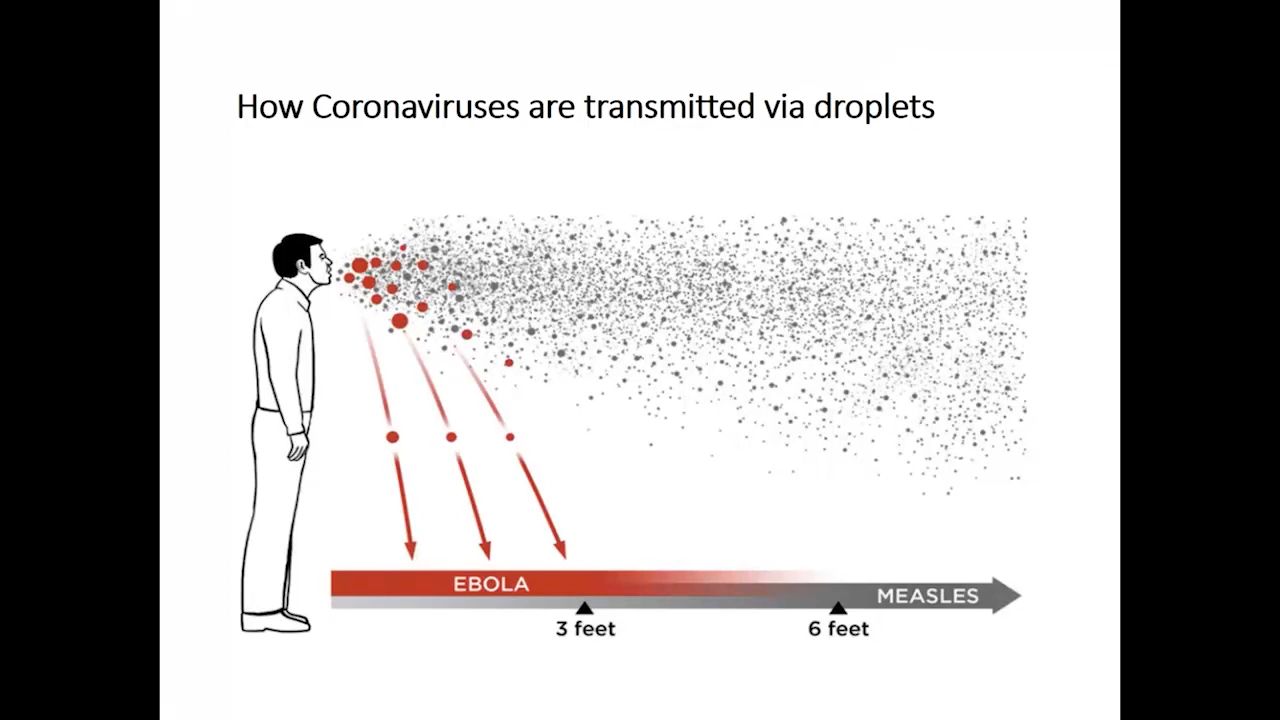 How Coronaviruses are transmitted via droplets
EBOLA
MEASLES
3 feet
6 feet